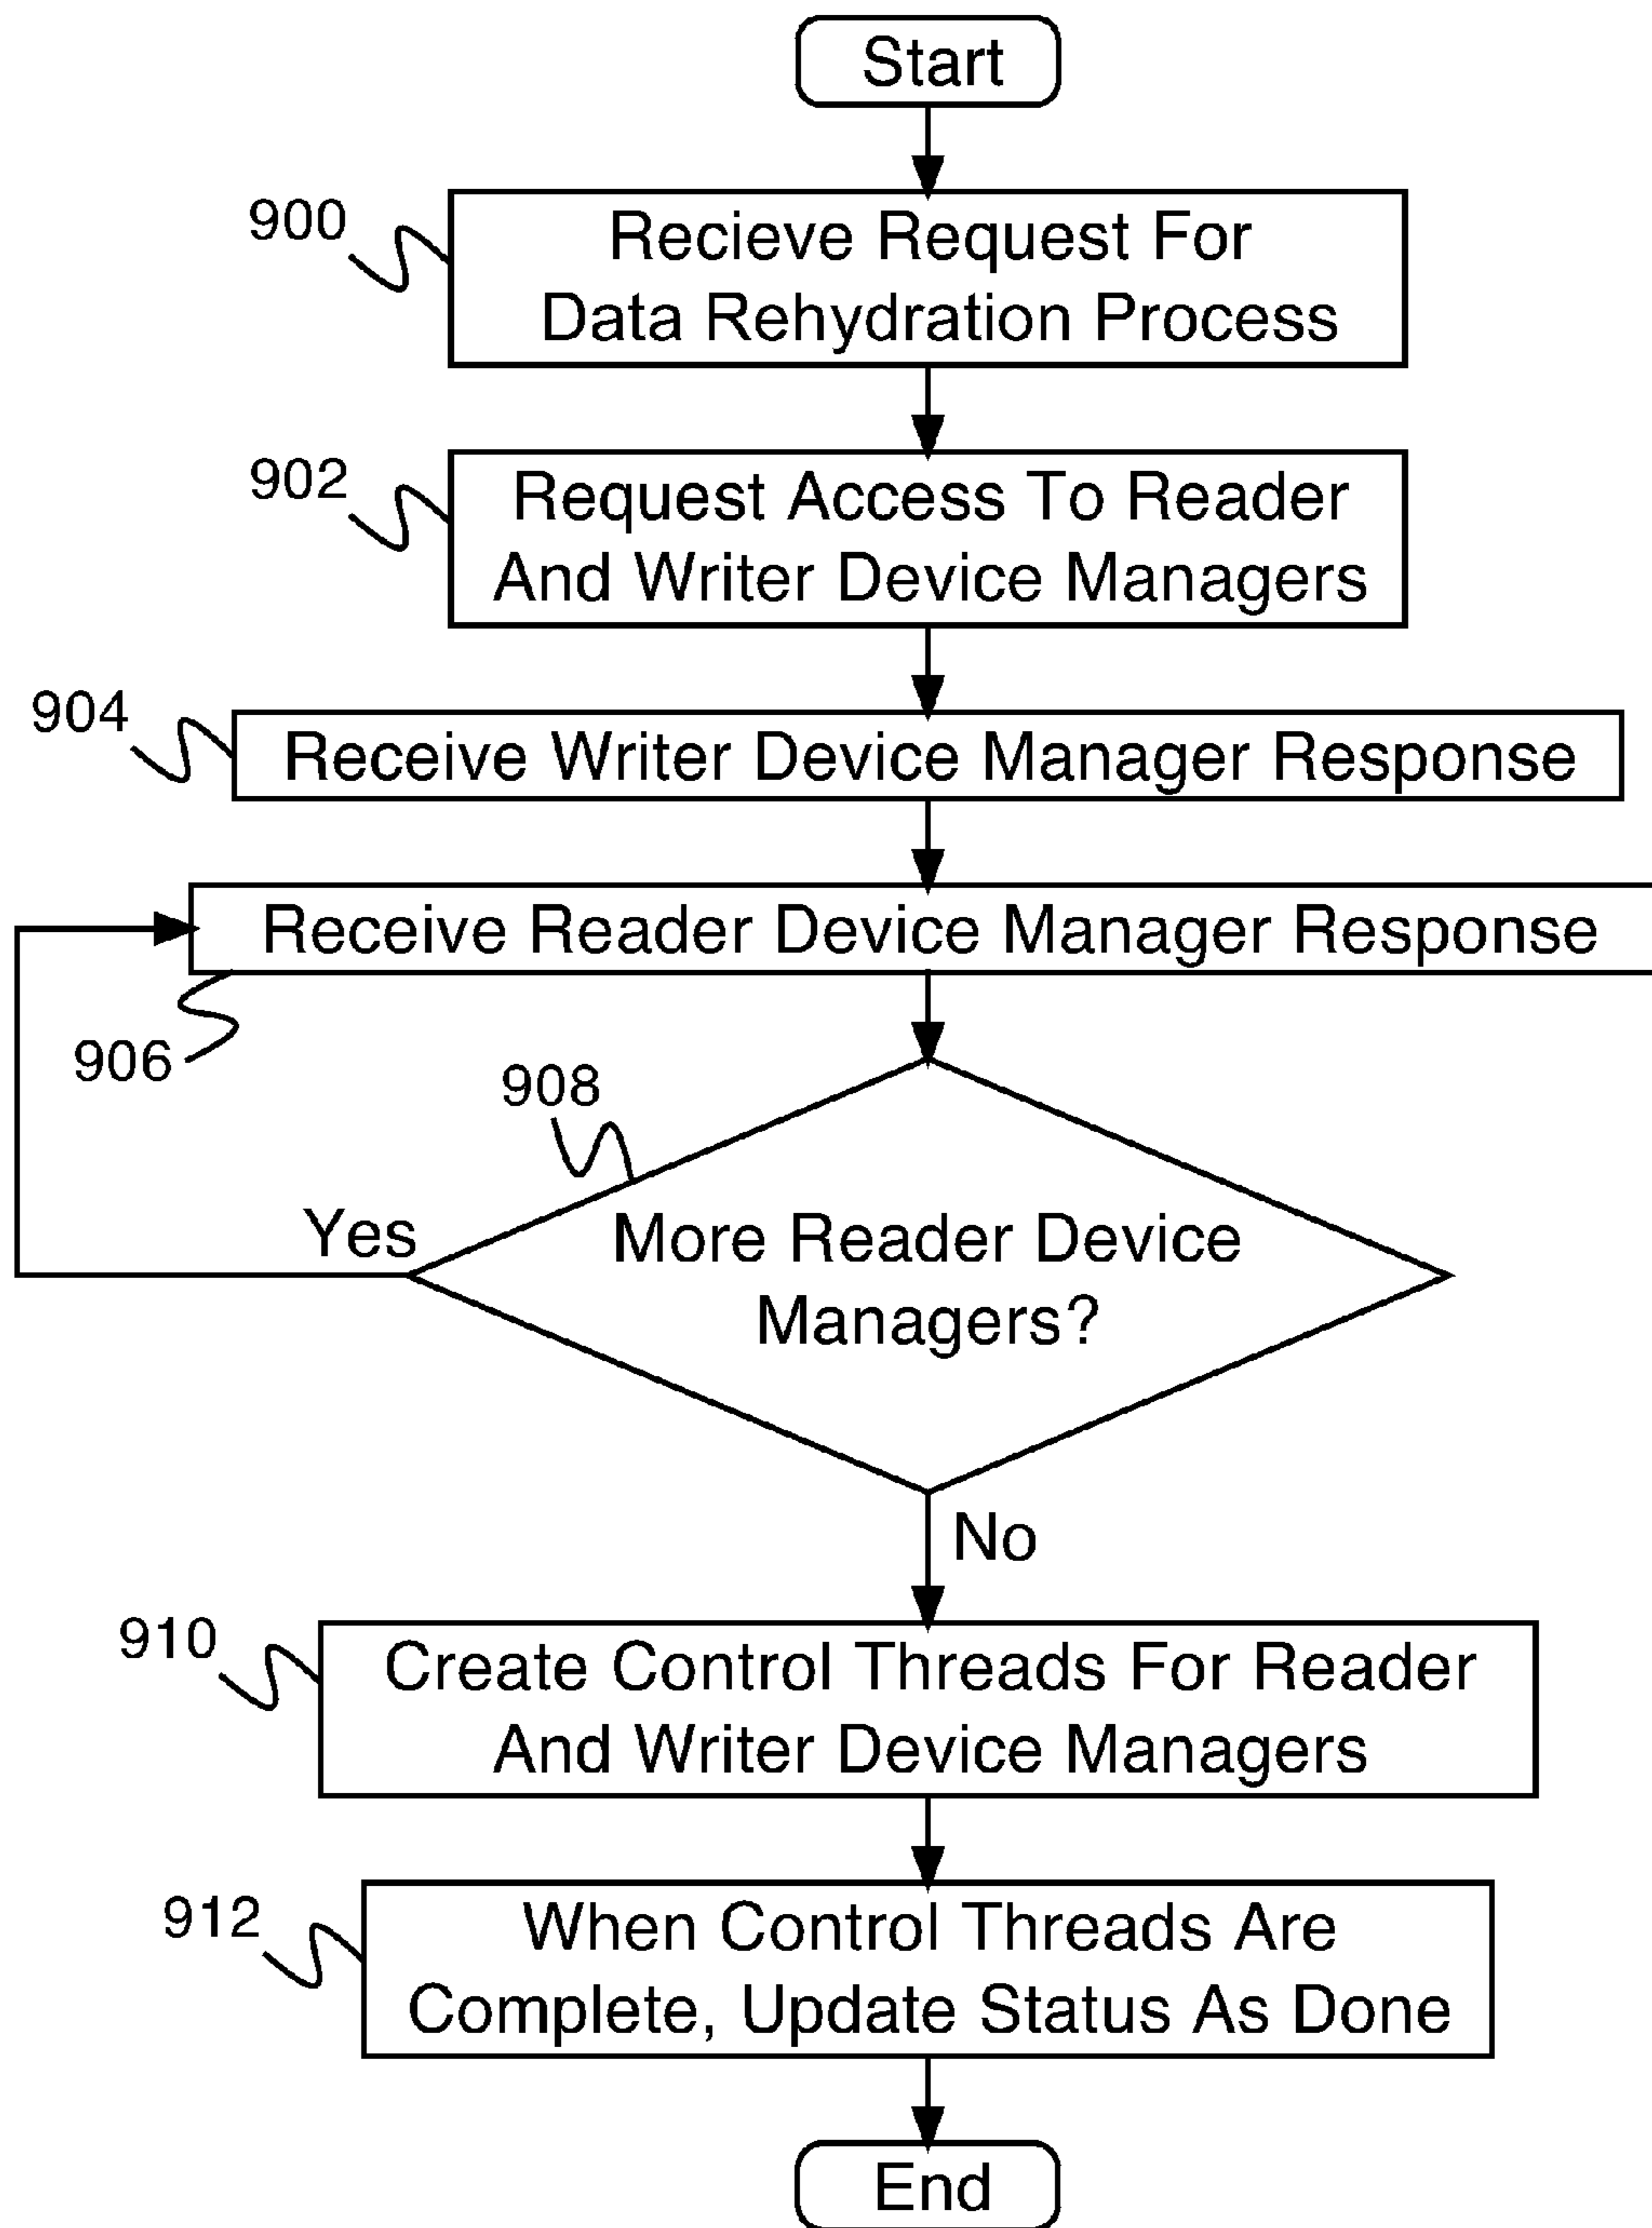 Start
900
Recieve Request For
Data Rehydration Process
902
Request Access To Reader
And Writer Device Managers
904
Receive Writer Device Manager Response
Receive Reader Device Manager Response
906
908
Yes
More Reader Device
Managers?
No
910
Create Control Threads For Reader
And Writer Device Managers
912
When Control Threads Are
Complete, Update Status As Done
End